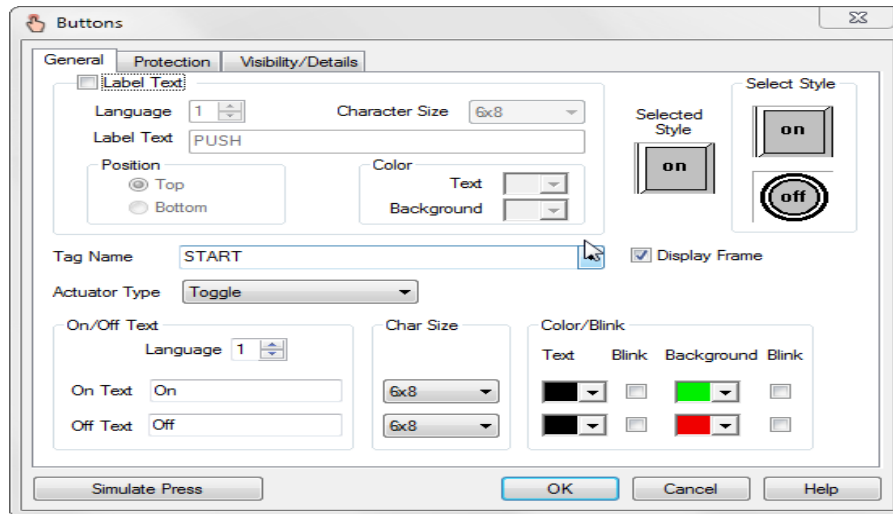 Buttons
General Protection Visibility/Details
Label Text
Select Style
Language 1 Character Size 6x8
Selected
Style
on
Label Text PUSH
on
Position
Color
Top Text
off
Bottom Background
Tag Name START Display Frame
Actuator Type Toggle
On/Off Text Char Size Color/Blink
Language 1
Text Blink Background Blink
On Text On 6x8
Off Text Off 6x8
Simulate Press OK Cancel Help